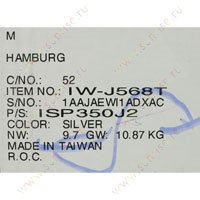 M
HAMBURG
C/NO.: 52
ITEM NO.: IW-J568T
S/NO.: 1AAJAEWI1ADXAC
P/S: ISP350J2
COLOR: SILVER
NW: 9.7 GW: 10.87 KG
MADE IN TAIWAN
R.O.C.